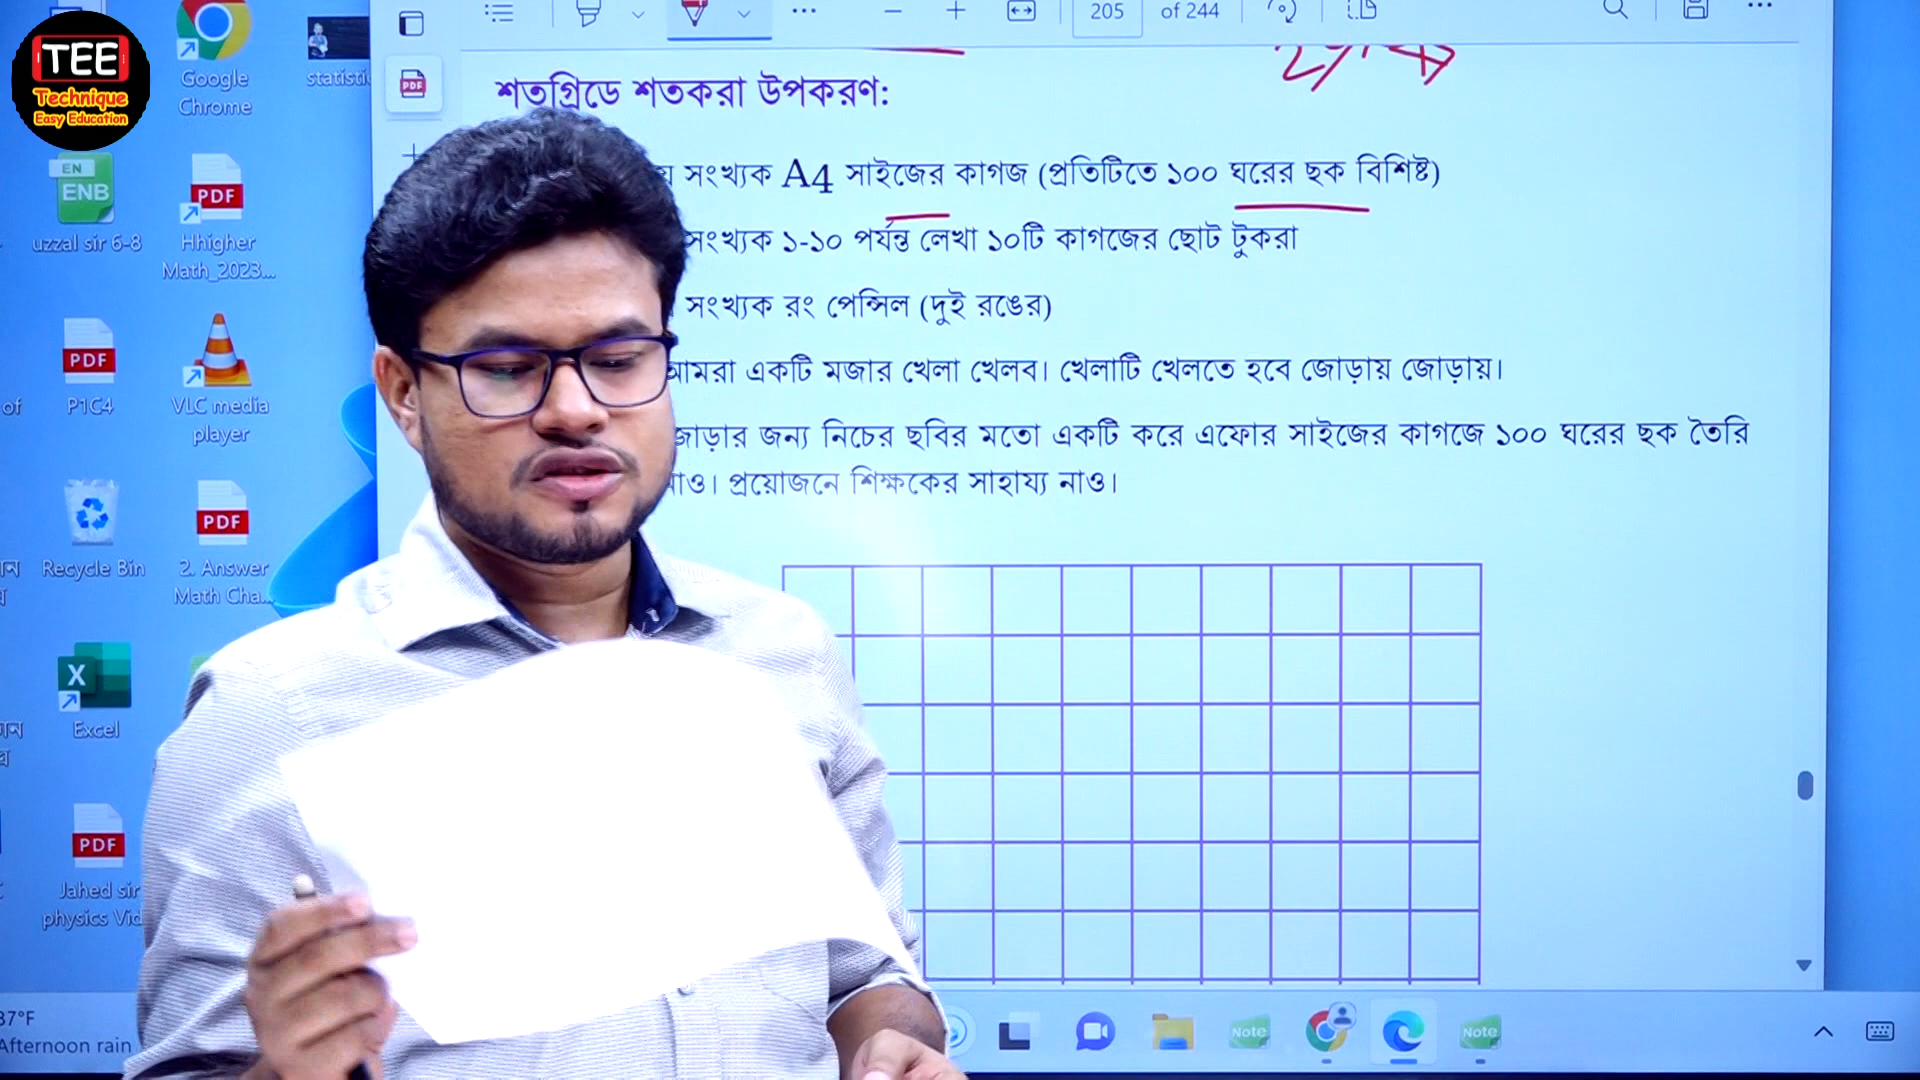 TEE
Technique
Easy Education
Google
Chrome
statisti
EN
ENB
uzzal sir 6-8
PDF
Hhigher
Math_2023...
of
PDF
P1C4
VLC media
player
Recycle Bin
PDF
2. Answer
Math Cha...
X
Excel
PDF
Jahed sir
physics Vid
37°F
Afternoon rain
205 of 244
PDF
শতগ্রিডে শতকরা উপকরণ:
সংখ্যক A4 সাইজের কাগজ (প্রতিটিতে ১০০ ঘরের ছক বিশিষ্ট)
সংখ্যক ১-১০ পর্যন্ত লেখা ১০টি কাগজের ছোট টুকরা
সংখ্যক রং পেন্সিল (দুই রঙের)
আমরা একটি মজার খেলা খেলব। খেলাটি খেলতে হবে জোড়ায় জোড়ায়।
জোড়ার জন্য নিচের ছবির মতো একটি করে এফোর সাইজের কাগজে ১০০ ঘরের ছক তৈরি
নাও। প্রয়োজনে শিক্ষকের সাহায্য নাও।
Note
Note